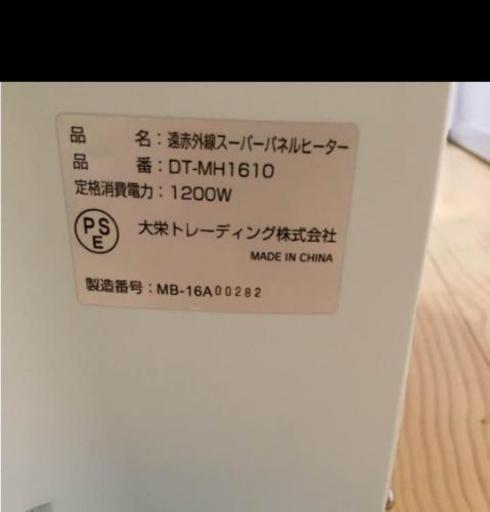 品　　名：遠赤外線スーパーパネルヒーター
品　　番：DT-MH1610
定格消費電力：1200W
PS
E
大栄トレーディング株式会社
MADE IN CHINA
製造番号：MB-16A00282